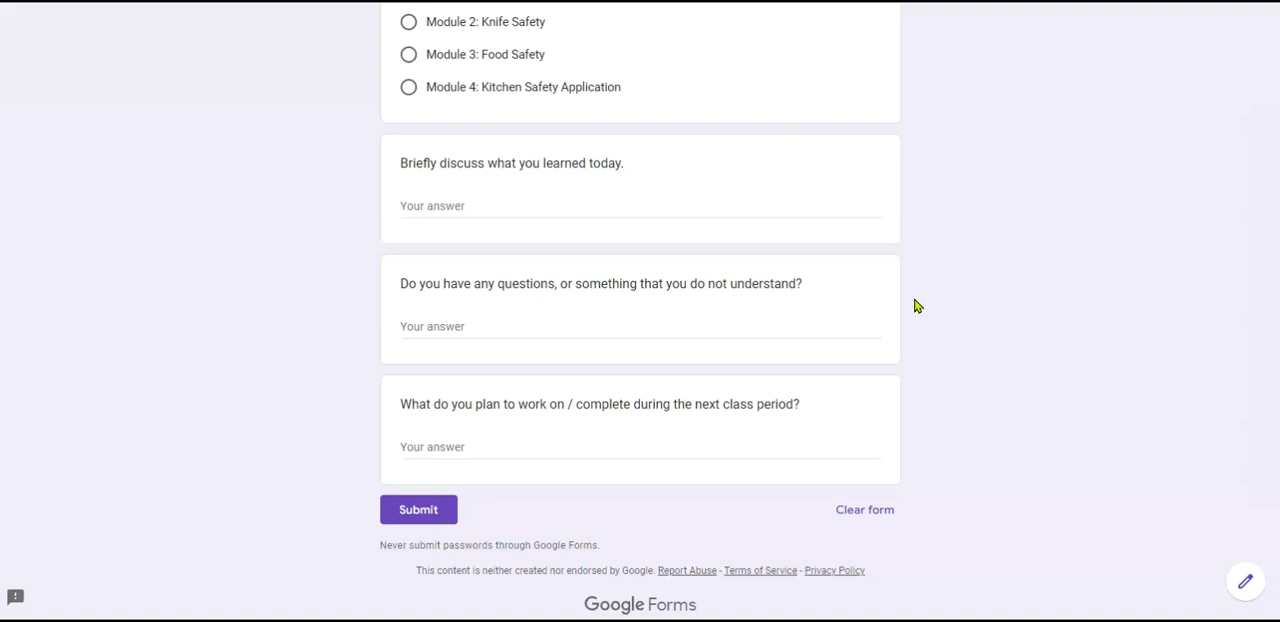 Module 2: Knife Safety
Module 3: Food Safety
Module 4: Kitchen Safety Application
Briefly discuss what you learned today.
Your answer
Do you have any questions, or something that you do not understand?
Your answer
What do you plan to work on / complete during the next class period?
Your answer
Submit
Clear form
Never submit passwords through Google Forms.
This content is neither created nor endorsed by Google. Report Abuse - Terms of Service - Privacy Policy
Google Forms